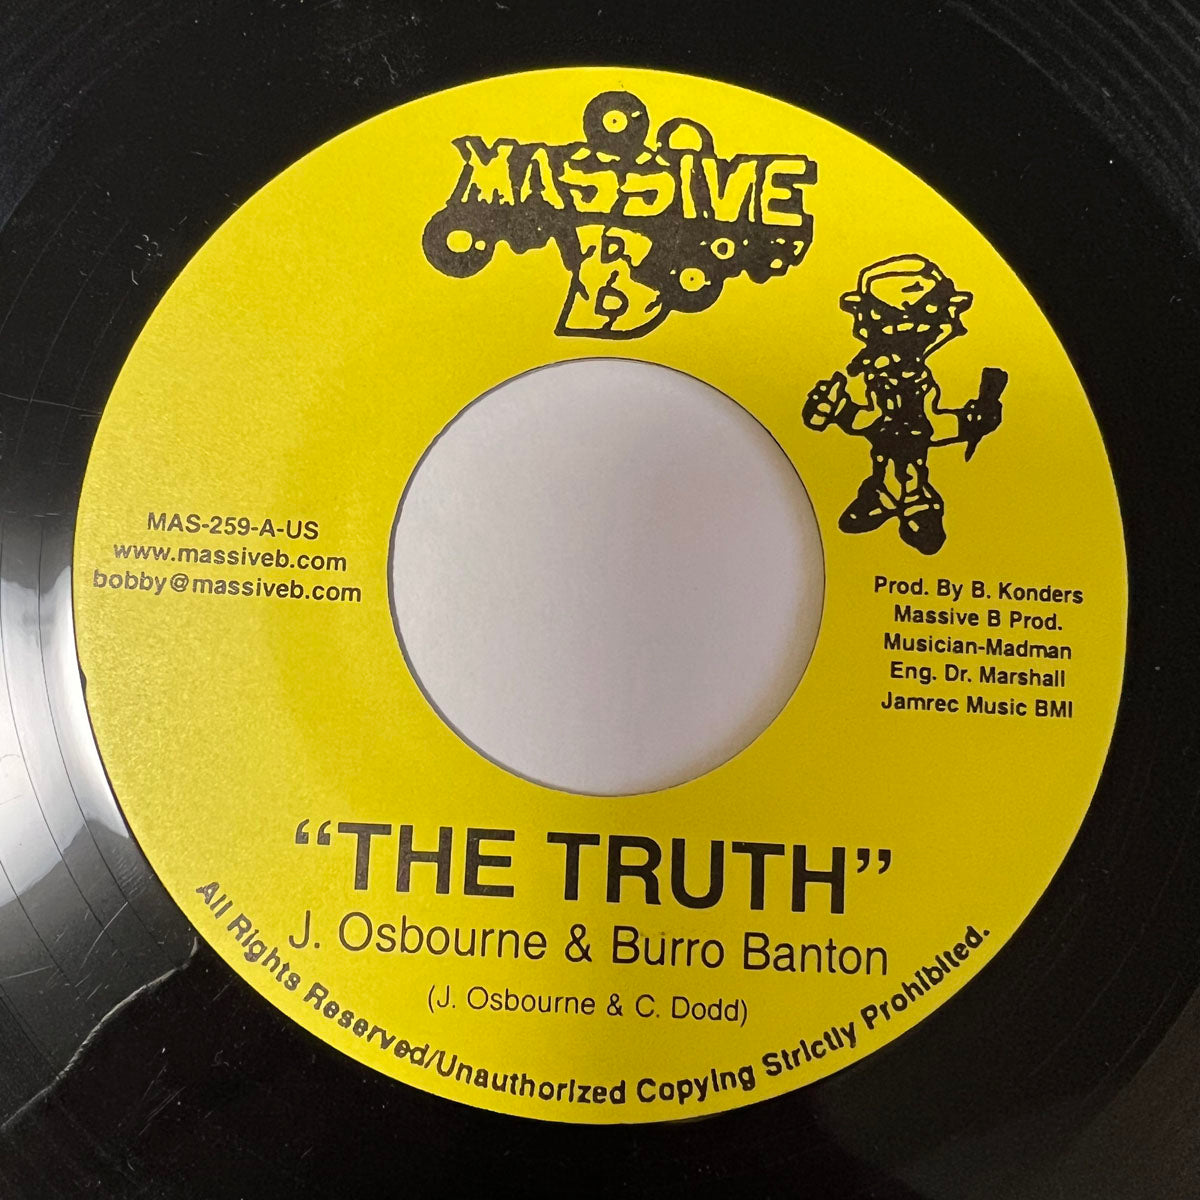 MASSIVE
B
MAS-259-A-US
www.massiveb.com
bobby@massiveb.com
Prod. By B. Konders
Massive B Prod.
Musician-Madman
Eng. Dr. Marshall
Jamrec Music BMI
“THE TRUTH”
J. Osbourne & Burro Banton
(J. Osbourne & C. Dodd)
All Rights Reserved/Unauthorized Copying Strictly Prohibited.